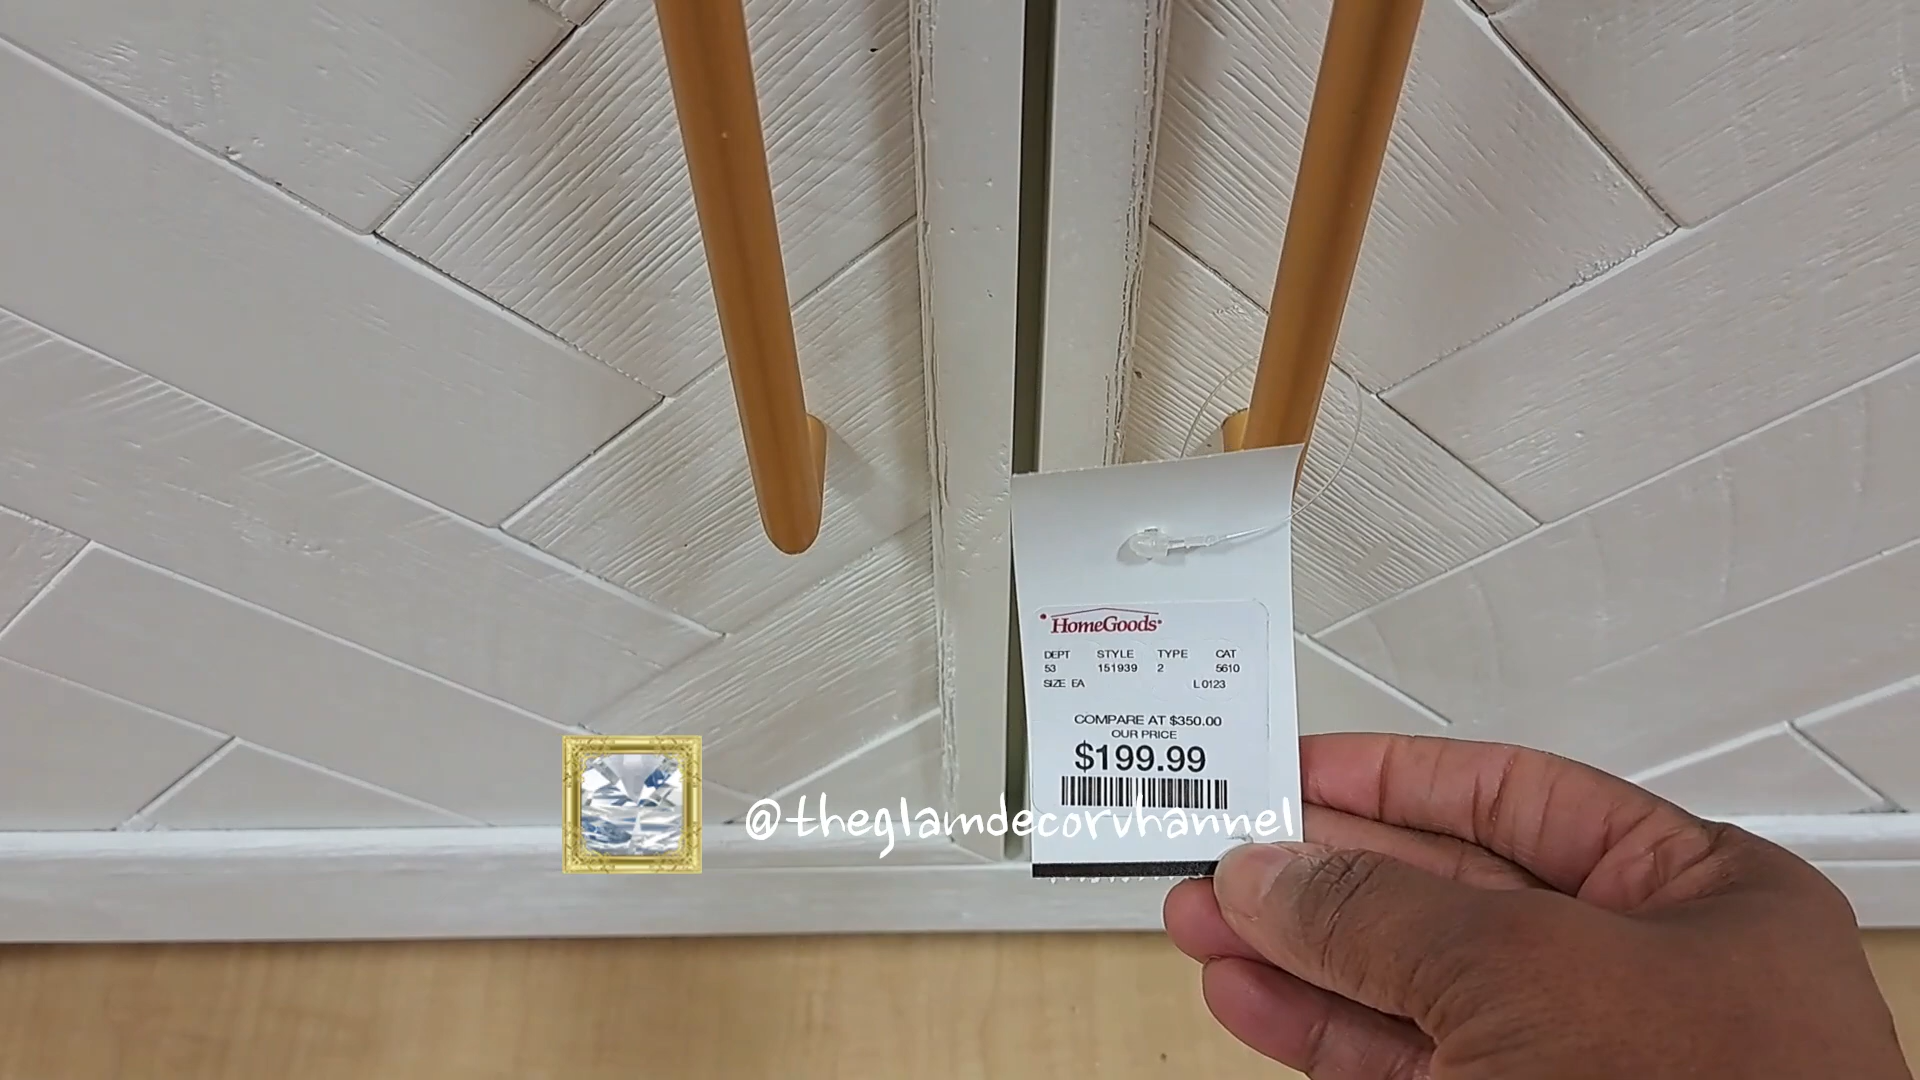 HomeGoods
DEPT STYLE TYPE CAT
53 151939 2 5610
SIZE EA L 0123
COMPARE AT $350.00
OUR PRICE
$199.99
@theglamdecorvhannel